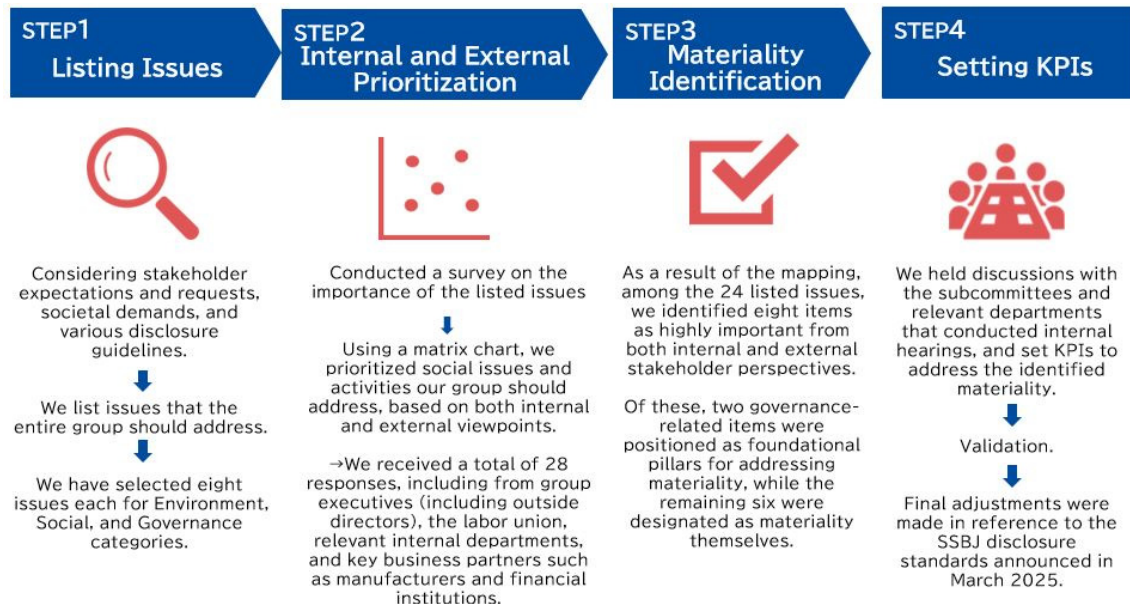 STEP1
Listing Issues
Considering stakeholder
expectations and requests,
societal demands, and
various disclosure
guidelines.
We list issues that the
entire group should address.
We have selected eight
issues each for Environment,
Social, and Governance
categories.
STEP2
Internal and External
Prioritization
Conducted a survey on the
importance of the listed issues
Using a matrix chart, we
prioritized social issues and
activities our group should
address, based on both internal
and external viewpoints.
→We received a total of 28
responses, including from group
executives (including outside
directors), the labor union,
relevant internal departments,
and key business partners such
as manufacturers and financial
institutions.
STEP3
Materiality
Identification
As a result of the mapping,
among the 24 listed issues,
we identified eight items
as highly important from
both internal and external
stakeholder perspectives.
Of these, two governance-
related items were
positioned as foundational
pillars for addressing
materiality, while the
remaining six were
designated as materiality
themselves.
STEP4
Setting KPIs
We held discussions with
the subcommittees and
relevant departments
that conducted internal
hearings, and set KPIs to
address the identified
materiality.
Validation.
Final adjustments were
made in reference to the
SSBJ disclosure
standards announced in
March 2025.